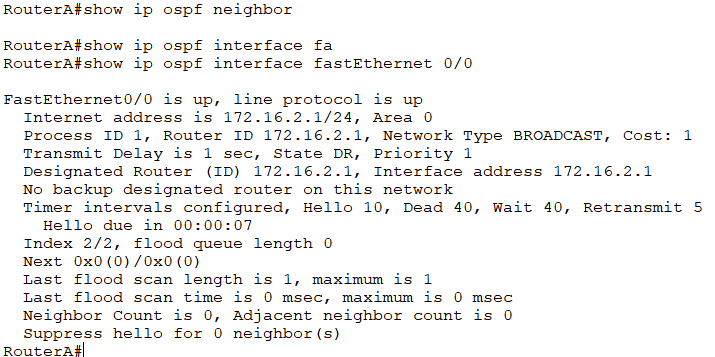 RouterA#show ip ospf neighbor
RouterA#show ip ospf interface fa
RouterA#show ip ospf interface fastEthernet 0/0
FastEthernet0/0 is up, line protocol is up
Internet address is 172.16.2.1/24, Area 0
Process ID 1, Router ID 172.16.2.1, Network Type BROADCAST, Cost: 1
Transmit Delay is 1 sec, State DR, Priority 1
Designated Router (ID) 172.16.2.1, Interface address 172.16.2.1
No backup designated router on this network
Timer intervals configured, Hello 10, Dead 40, Wait 40, Retransmit 5
Hello due in 00:00:07
Index 2/2, flood queue length 0
Next 0x0(0)/0x0(0)
Last flood scan length is 1, maximum is 1
Last flood scan time is 0 msec, maximum is 0 msec
Neighbor Count is 0, Adjacent neighbor count is 0
Suppress hello for 0 neighbor(s)
RouterA#